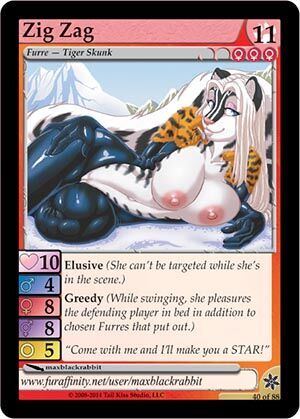 Zig Zag
11
Furre — Tiger Skunk
10
Elusive (She can't be targeted while she's
in the scene.)
4
8
Greedy (While swinging, she pleasures
the defending player in bed in addition to
chosen Furres that put out.)
8
5
"Come with me and I'll make you a STAR!"
maxblackrabbit
www.furaffinity.net/user/maxblackrabbit
40 of 88
© 2008-2014 Tail Kiss Studio, LLC